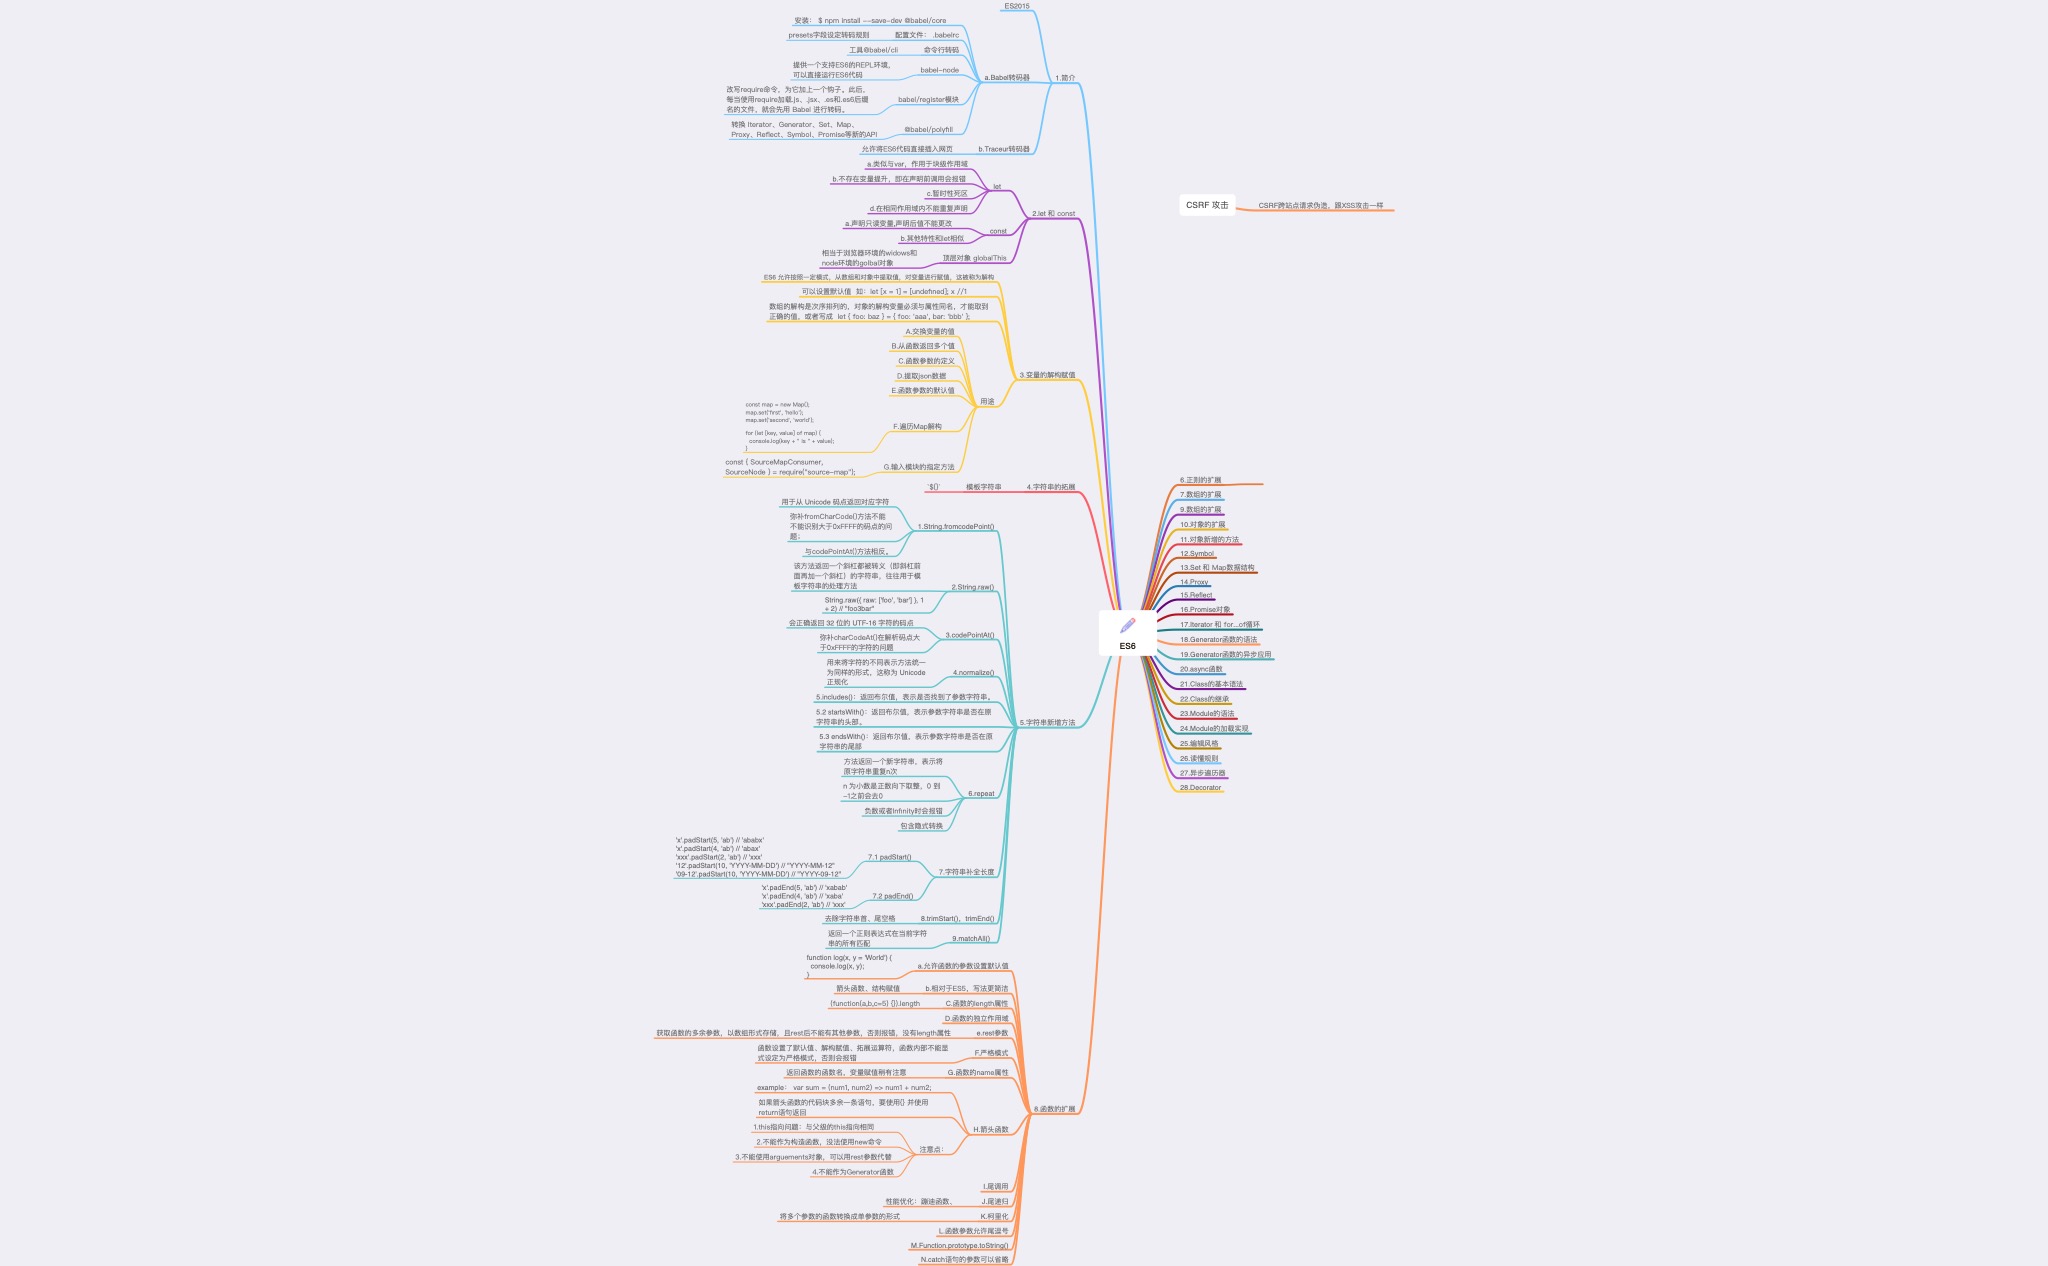 ES2015
安装： $ npm install --save-dev @babel/core
presets字段设定转码规则
配置文件： .babelrc
工具@babel/cli
命令行转码
提供一个支持ES6的REPL环境，
可以直接运行ES6代码
babel-node
a.Babel转码器
1.简介
改写require命令，为它加上一个钩子。此后，
每当使用require加载.js、.jsx、.es和.es6后缀
名的文件，就会先用 Babel 进行转码。
babel/register模块
转换 Iterator、Generator、Set、Map、
Proxy、Reflect、Symbol、Promise等新的API
@babel/polyfill
允许将ES6代码直接插入网页
b.Traceur转码器
a.类似与var，作用于块级作用域
b.不存在变量提升，即在声明前调用会报错
let
c.暂时性死区
d.在相同作用域内不能重复声明
2.let 和 const
a.声明只读变量,声明后值不能更改
const
b.其他特性和let相似
相当于浏览器环境的widows和
node环境的golbal对象
顶层对象 globalThis
ES6 允许按照一定模式，从数组和对象中提取值，对变量进行赋值，这被称为解构
可以设置默认值 如：let [x = 1] = [undefined]; x //1
数组的解构是次序排列的，对象的解构变量必须与属性同名，才能取到
正确的值，或者写成 let { foo: baz } = { foo: 'aaa', bar: 'bbb' };
A.交换变量的值
B.从函数返回多个值
C.函数参数的定义
D.提取json数据
3.变量的解构赋值
E.函数参数的默认值
用途
const map = new Map();
map.set('first', 'hello');
map.set('second', 'world');
for (let [key, value] of map) {
console.log(key + " is " + value);
}
F.遍历Map解构
const { SourceMapConsumer,
SourceNode } = require("source-map");
G.输入模块的指定方法
`${}`
模板字符串
4.字符串的拓展
用于从 Unicode 码点返回对应字符
弥补fromCharCode()方法不能
不能识别大于0xFFFF的码点的问
题；
1.String.fromcodePoint()
与codePointAt()方法相反。
该方法返回一个斜杠都被转义（即斜杠前
面再加一个斜杠）的字符串，往往用于模
板字符串的处理方法
2.String.raw()
String.raw({ raw: ['foo', 'bar'] }, 1
+ 2) // "foo3bar"
会正确返回 32 位的 UTF-16 字符的码点
3.codePointAt()
弥补charCodeAt()在解析码点大
于0xFFFF的字符的问题
用来将字符的不同表示方法统一
为同样的形式，这称为 Unicode
正规化
4.normalize()
5.includes()：返回布尔值，表示是否找到了参数字符串。
5.2 startsWith()：返回布尔值，表示参数字符串是否在原
字符串的头部。
5.字符串新增方法
5.3 endsWith()：返回布尔值，表示参数字符串是否在原
字符串的尾部
方法返回一个新字符串，表示将
原字符串重复n次
n 为小数是正数向下取整，0 到
-1之前会去0
6.repeat
负数或者Infinity时会报错
包含隐式转换
'x'.padStart(5, 'ab') // 'ababx'
'x'.padStart(4, 'ab') // 'abax'
'xxx'.padStart(2, 'ab') // 'xxx'
'12'.padStart(10, 'YYYY-MM-DD') // "YYYY-MM-12"
'09-12'.padStart(10, 'YYYY-MM-DD') // "YYYY-09-12"
7.1 padStart()
7.字符串补全长度
'x'.padEnd(5, 'ab') // 'xabab'
'x'.padEnd(4, 'ab') // 'xaba'
'xxx'.padEnd(2, 'ab') // 'xxx'
7.2 padEnd()
去除字符串首、尾空格
8.trimStart()，trimEnd()
返回一个正则表达式在当前字符
串的所有匹配
9.matchAll()
function log(x, y = 'World') {
console.log(x, y);
}
a.允许函数的参数设置默认值
箭头函数、结构赋值
b.相对于ES5，写法更简洁
(function(a,b,c=5) {}).length
C.函数的length属性
D.函数的独立作用域
获取函数的多余参数，以数组形式存储，且rest后不能有其他参数，否则报错，没有length属性
e.rest参数
函数设置了默认值、解构赋值、拓展运算符，函数内部不能显
式设定为严格模式，否则会报错
F.严格模式
返回函数的函数名，变量赋值稍有注意
G.函数的name属性
example： var sum = (num1, num2) => num1 + num2;
如果箭头函数的代码块多余一条语句，要使用{} 并使用
return语句返回
8.函数的扩展
H.箭头函数
1.this指向问题：与父级的this指向相同
2.不能作为构造函数，没法使用new命令
注意点：
3.不能使用arguements对象，可以用rest参数代替
4.不能作为Generator函数
I.尾调用
性能优化：蹦迪函数、
J.尾递归
将多个参数的函数转换成单参数的形式
K.柯里化
L.函数参数允许尾逗号
M.Function.prototype.toString()
N.catch语句的参数可以省略
CSRF 攻击
CSRF跨站点请求伪造，跟XSS攻击一样
ES6
6.正则的扩展
7.数组的扩展
9.数组的扩展
10.对象的扩展
11.对象新增的方法
12.Symbol
13.Set 和 Map数据结构
14.Proxy
15.Reflect
16.Promise对象
17.Iterator 和 for...of循环
18.Generator函数的语法
19.Generator函数的异步应用
20.async函数
21.Class的基本语法
22.Class的继承
23.Module的语法
24.Module的加载实现
25.编辑风格
26.读懂规则
27.异步遍历器
28.Decorator